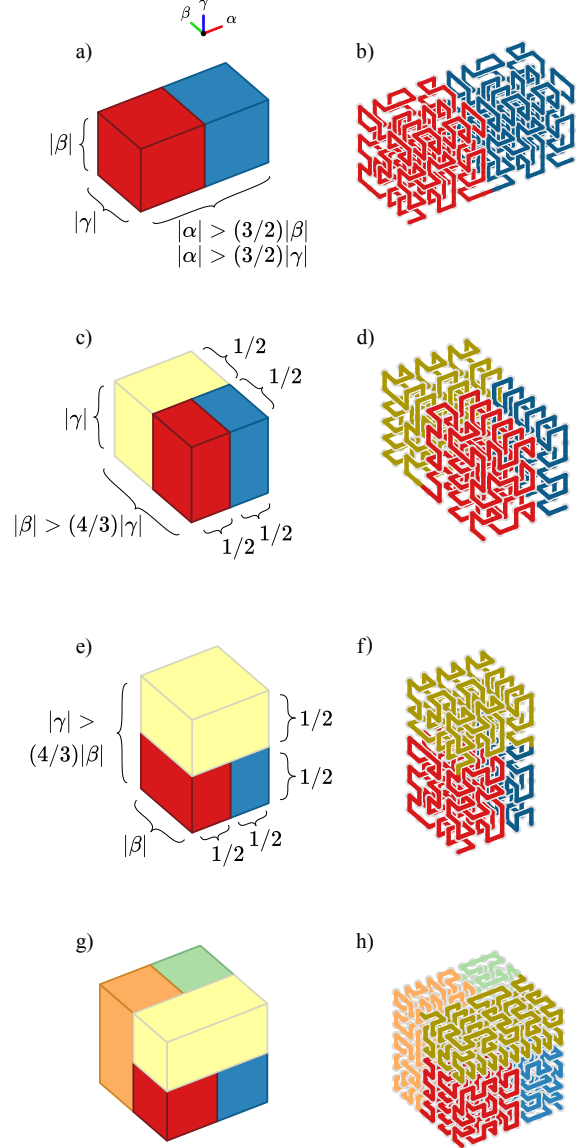 γ
β
α
a)
b)
|β|
|γ|
|α| > (3/2)|β|
|α| > (3/2)|γ|
c)
d)
1/2
1/2
|γ|
|β| > (4/3)|γ|
1/2
1/2
e)
f)
|γ| >
(4/3)|β|
1/2
1/2
|β|
1/2
1/2
g)
h)